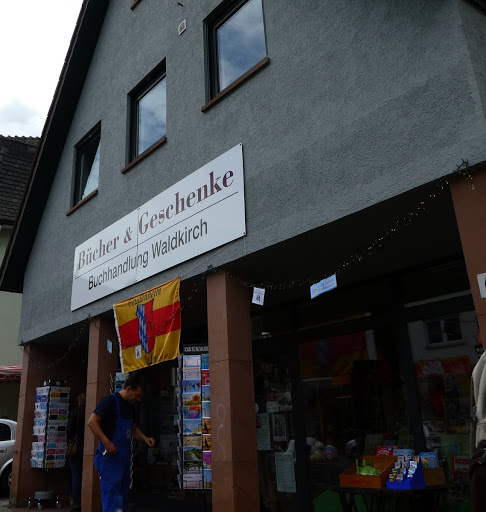 Bücher & Geschenke
Buchhandlung Waldkirch